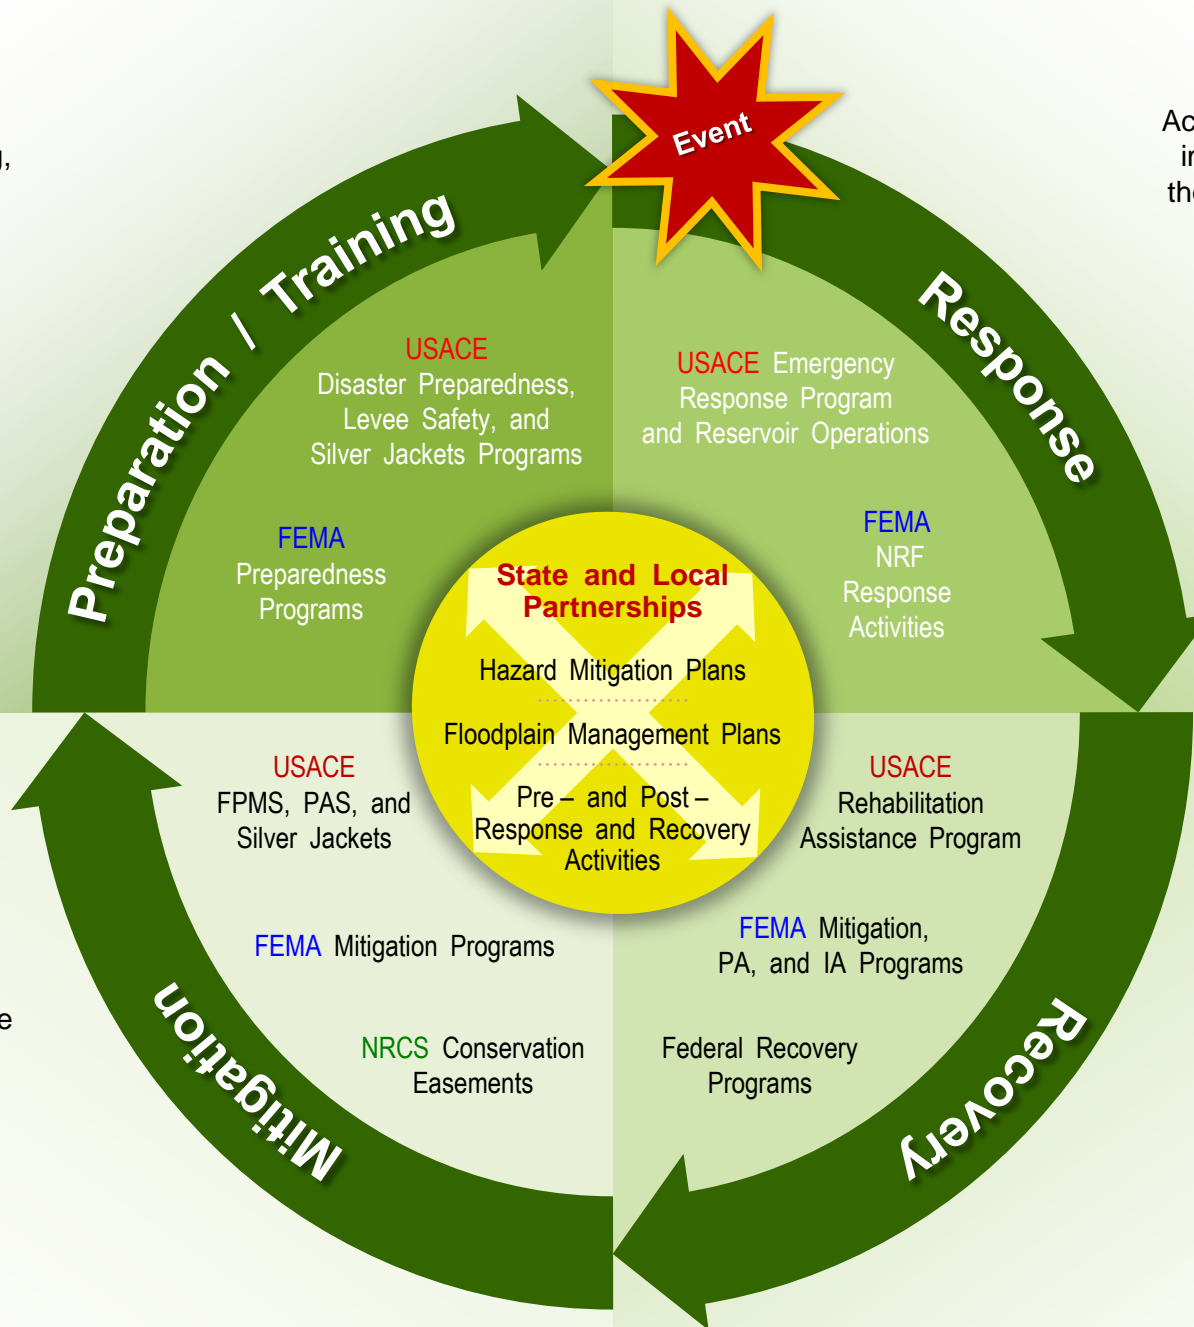 Event
Preparation / Training
Response
USACE
Disaster Preparedness,
Levee Safety, and
Silver Jackets Programs
FEMA
Preparedness
Programs
USACE Emergency
Response Program
and Reservoir Operations
FEMA
NRF
Response
Activities
State and Local
Partnerships
Hazard Mitigation Plans
Floodplain Management Plans
Pre – and Post –
Response and Recovery
Activities
USACE
FPMS, PAS, and
Silver Jackets
FEMA Mitigation Programs
NRCS Conservation
Easements
USACE
Rehabilitation
Assistance Program
FEMA Mitigation,
PA, and IA Programs
Federal Recovery
Programs
Mitigation
Recovery